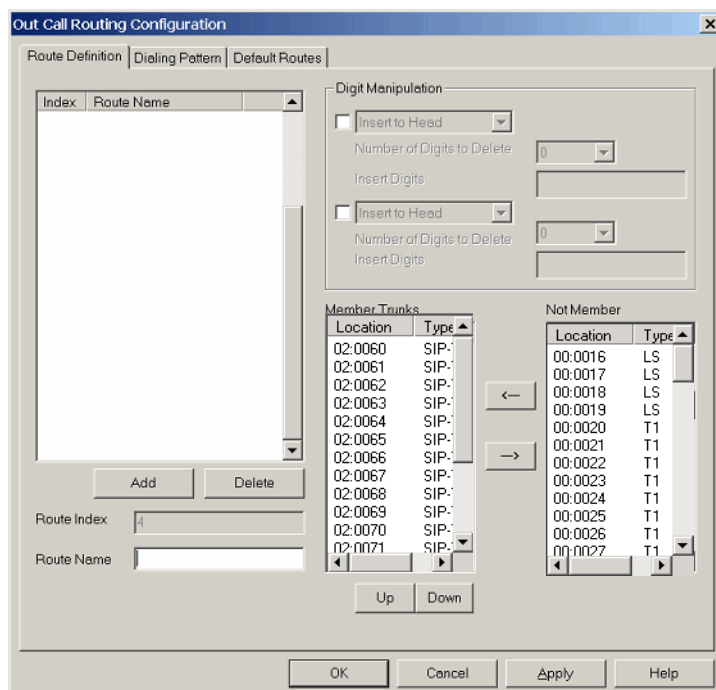 Out Call Routing Configuration
Route Definition
Dialing Pattern
Default Routes
Index Route Name
Add
Delete
Route Index 4
Route Name
Digit Manipulation
Insert to Head
Number of Digits to Delete 0
Insert Digits
Insert to Head
Number of Digits to Delete 0
Insert Digits
Member Trunks
Location Type
02:0060 SIP-
02:0061 SIP-
02:0062 SIP-
02:0063 SIP-
02:0064 SIP-
02:0065 SIP-
02:0066 SIP-
02:0067 SIP-
02:0068 SIP-
02:0069 SIP-
02:0070 SIP-
02:0071 SIP-
Up
Down
<--
-->
Not Member
Location Type
00:0016 LS
00:0017 LS
00:0018 LS
00:0019 LS
00:0020 T1
00:0021 T1
00:0022 T1
00:0023 T1
00:0024 T1
00:0025 T1
00:0026 T1
00:0027 T1
OK
Cancel
Apply
Help